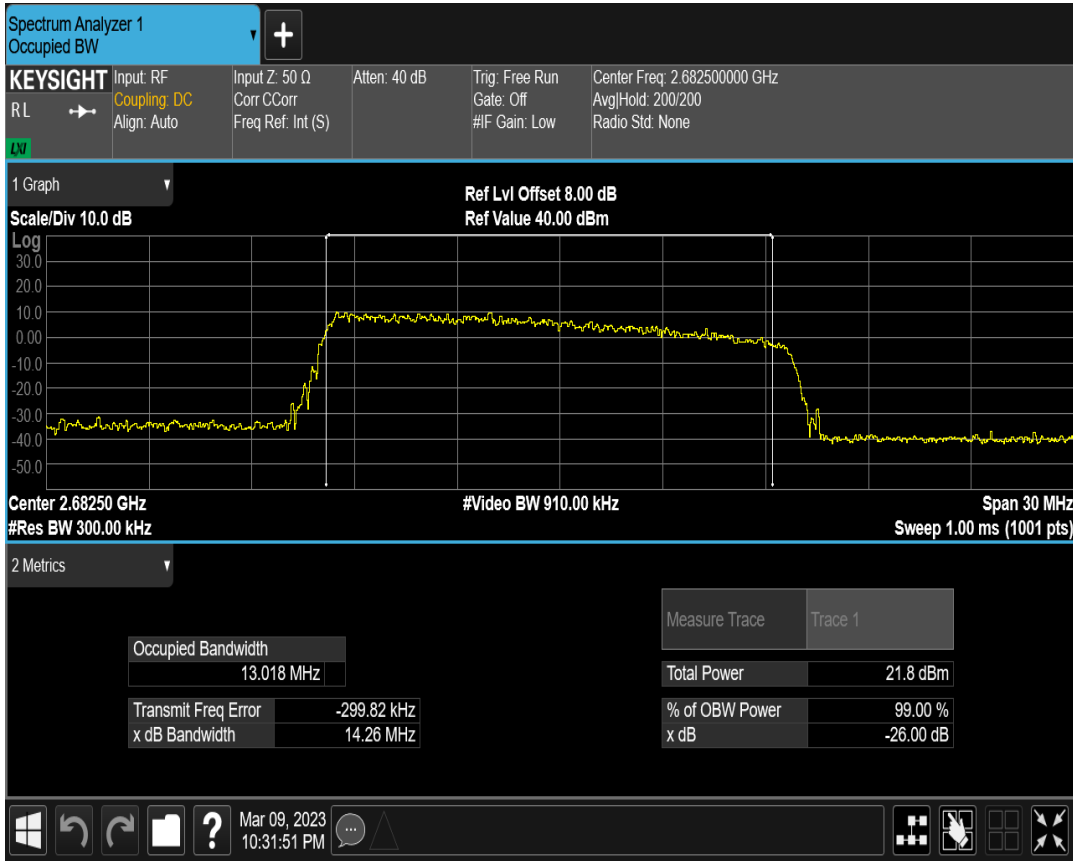 Spectrum Analyzer 1
Occupied BW
KEYSIGHT
R L
LXI
Input: RF
Coupling: DC
Align: Auto
Input Z: 50 Ω
Corr CCorr
Freq Ref: Int (S)
Atten: 40 dB
Trig: Free Run
Gate: Off
#IF Gain: Low
Center Freq: 2.682500000 GHz
Avg|Hold: 200/200
Radio Std: None
1 Graph
Scale/Div 10.0 dB
Ref Lvl Offset 8.00 dB
Ref Value 40.00 dBm
Log
30.0
20.0
10.0
0.00
-10.0
-20.0
-30.0
-40.0
-50.0
Center 2.68250 GHz
#Video BW 910.00 kHz
Span 30 MHz
#Res BW 300.00 kHz
Sweep 1.00 ms (1001 pts)
2 Metrics
Measure Trace Trace 1
Occupied Bandwidth
13.018 MHz
Total Power 21.8 dBm
Transmit Freq Error -299.82 kHz
% of OBW Power 99.00 %
x dB Bandwidth 14.26 MHz
x dB -26.00 dB
Mar 09, 2023
10:31:51 PM